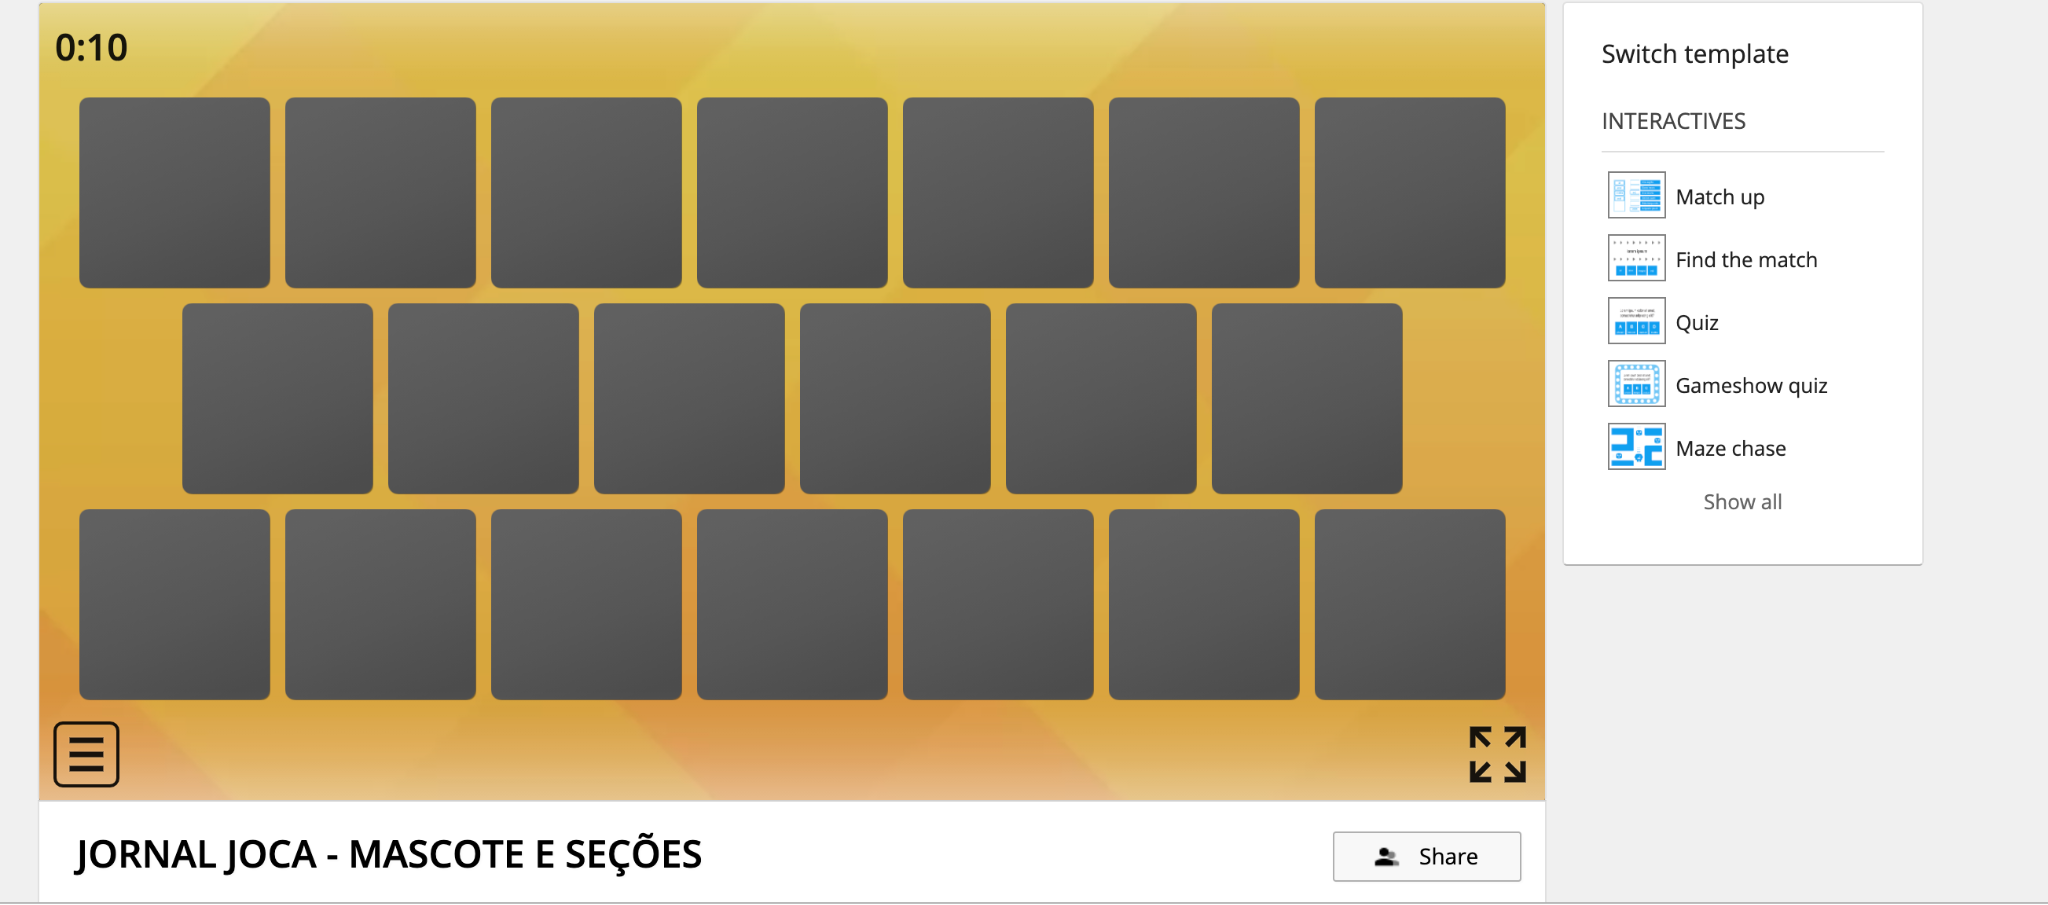 0:10
JORNAL JOCA - MASCOTE E SEÇÕES
Share
Switch template
INTERACTIVES
Match up
Find the match
Quiz
Gameshow quiz
Maze chase
Show all